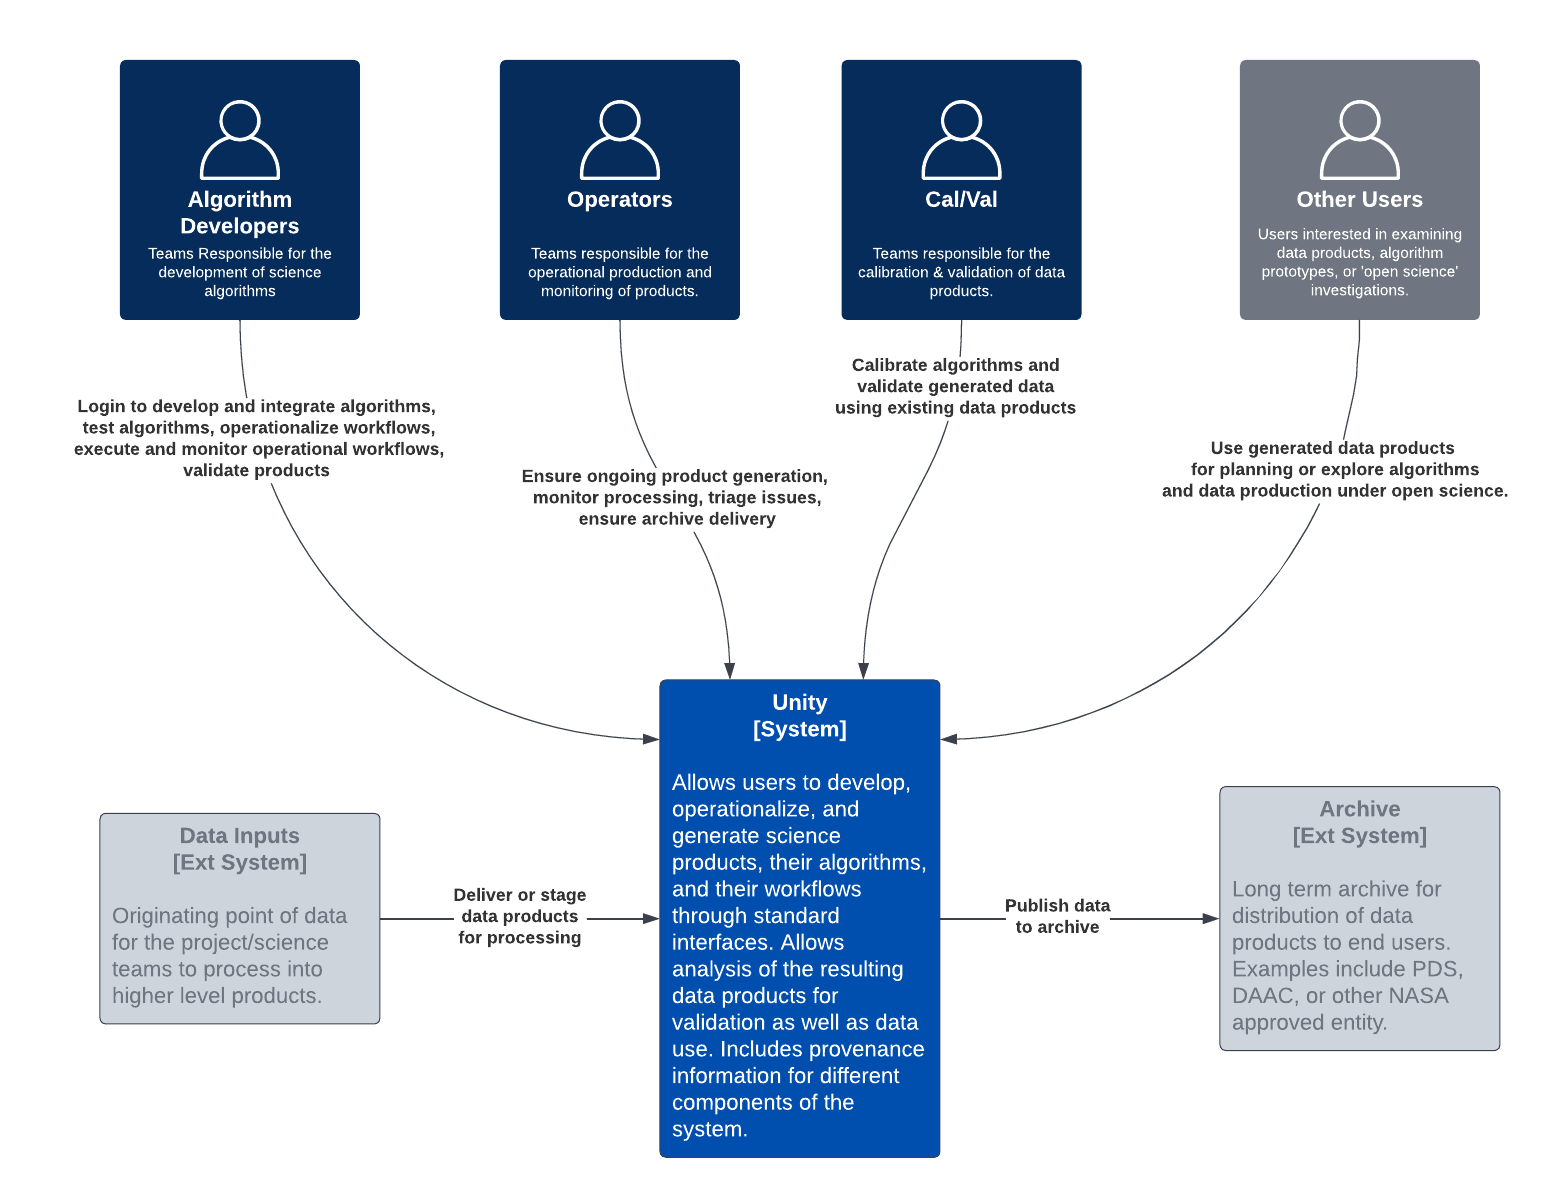 Algorithm
Developers
Teams Responsible for the
development of science
algorithms
Operators
Teams responsible for the
operational production and
monitoring of products.
Cal/Val
Teams responsible for the
calibration & validation of data
products.
Other Users
Users interested in examining
data products, algorithm
prototypes, or 'open science'
investigations.
Login to develop and integrate algorithms,
test algorithms, operationalize workflows,
execute and monitor operational workflows,
validate products
Ensure ongoing product generation,
monitor processing, triage issues,
ensure archive delivery
Calibrate algorithms and
validate generated data
using existing data products
Use generated data products
for planning or explore algorithms
and data production under open science.
Data Inputs
[Ext System]
Originating point of data
for the project/science
teams to process into
higher level products.
Deliver or stage
data products
for processing
Unity
[System]
Allows users to develop,
operationalize, and
generate science
products, their algorithms,
and their workflows
through standard
interfaces. Allows
analysis of the resulting
data products for
validation as well as data
use. Includes provenance
information for different
components of the
system.
Publish data
to archive
Archive
[Ext System]
Long term archive for
distribution of data
products to end users.
Examples include PDS,
DAAC, or other NASA
approved entity.